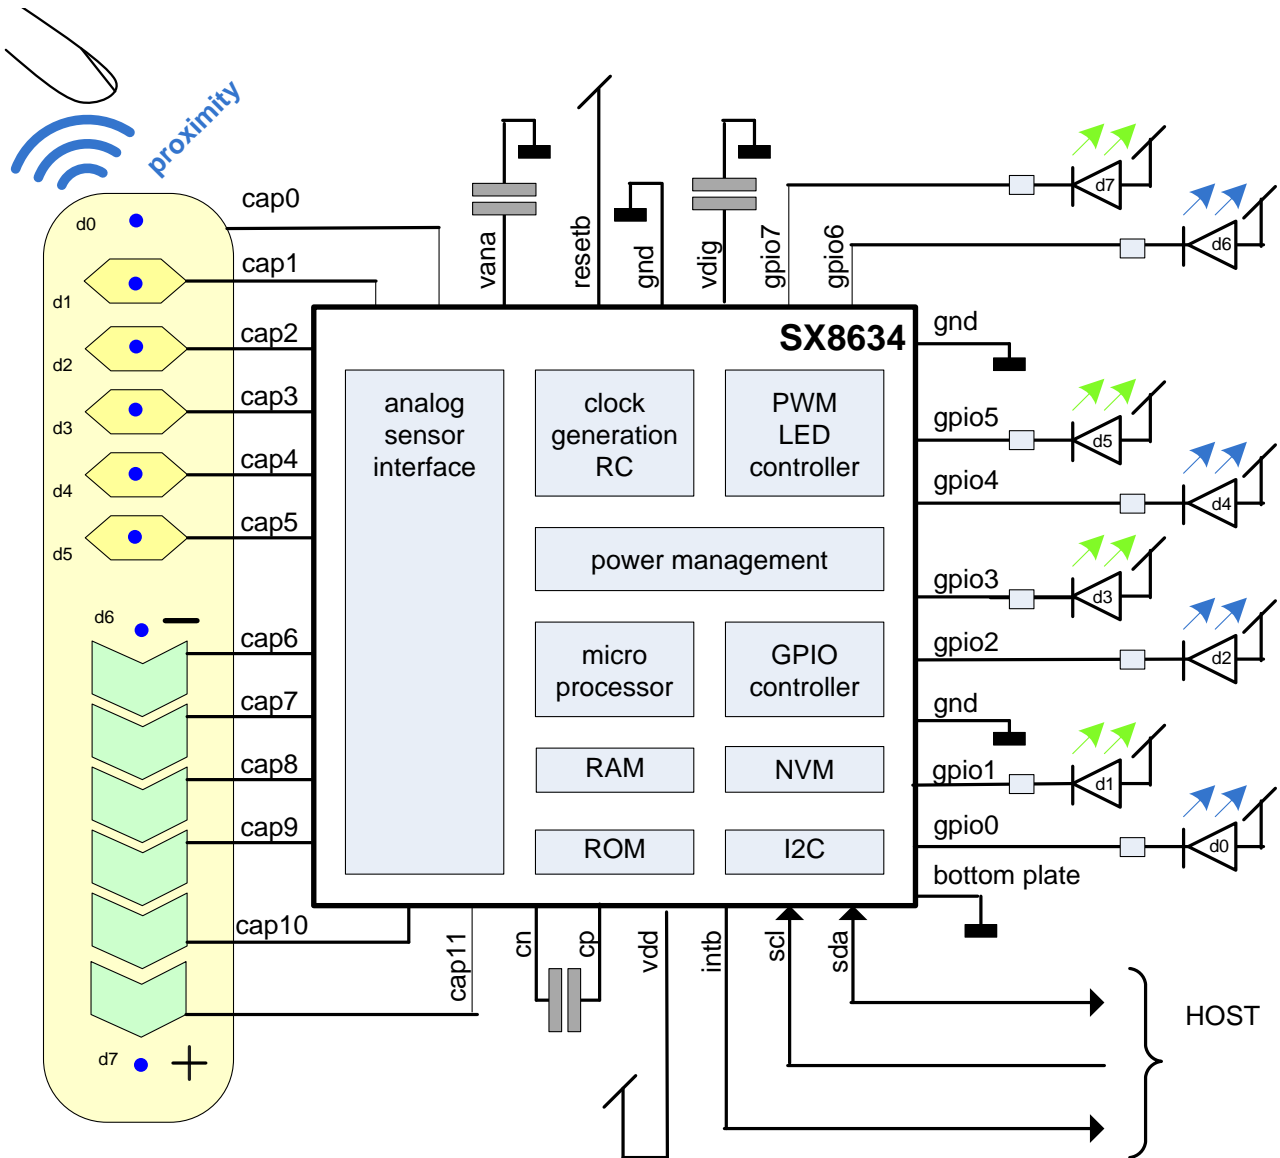 proximity
d0
d1
d2
d3
d4
d5
d6
d7
cap0
cap1
cap2
cap3
cap4
cap5
cap6
cap7
cap8
cap9
cap10
cap11
vana
resetb
gnd
vdig
gpio7
gpio6
SX8634
analog
sensor
interface
clock
generation
RC
PWM
LED
controller
power management
micro
processor
GPIO
controller
RAM
NVM
ROM
I2C
gnd
gpio5
gpio4
gpio3
gpio2
gnd
gpio1
gpio0
bottom plate
d7
d6
d5
d4
d3
d2
d1
d0
cn
cp
vdd
intb
scl
sda
HOST